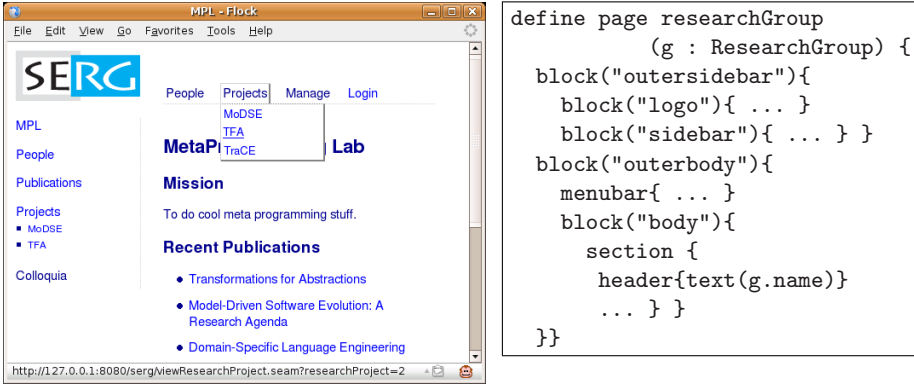 MPL - Flock
File Edit View Go Favorites Tools Help
SERG
People Projects Manage Login
MoDSE
TFA
TraCE
MPL
People
Publications
Projects
MoDSE
TFA
Colloquia
MetaPr Lab
Mission
To do cool meta programming stuff.
Recent Publications
Transformations for Abstractions
Model-Driven Software Evolution: A
Research Agenda
Domain-Specific Language Engineering
http://127.0.0.1:8080/serg/viewResearchProject.seam?researchProject=2
define page researchGroup
(g : ResearchGroup) {
block("outersidebar"){
block("logo"){ ... }
block("sidebar"){ ... } }
block("outerbody"){
menubar{ ... }
block("body"){
section {
header{text(g.name)}
... } }
}}